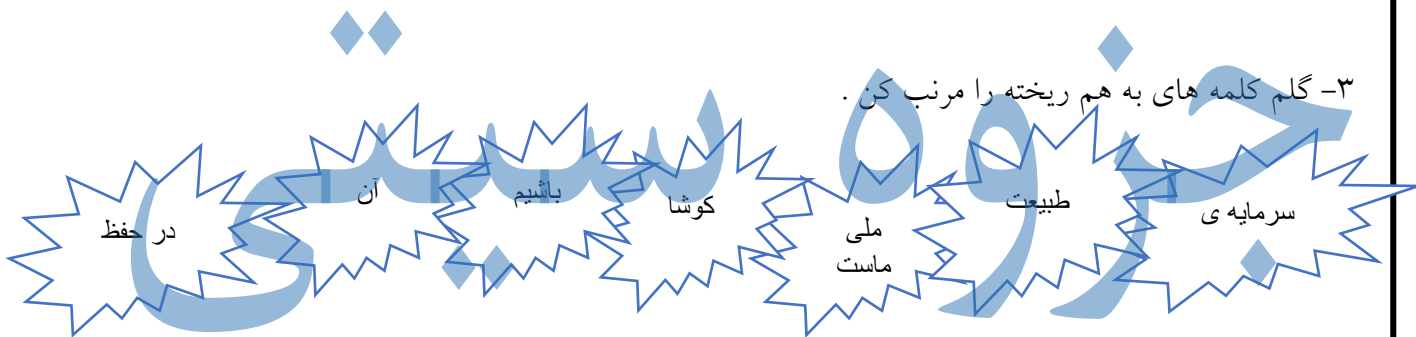 ۳- گلم کلمه های به هم ریخته را مرنب کن .
سرمایه ی
طبیعت
ملی
ماست
کوشا
باشیم
آن
در حفظ
جزوه سیتی